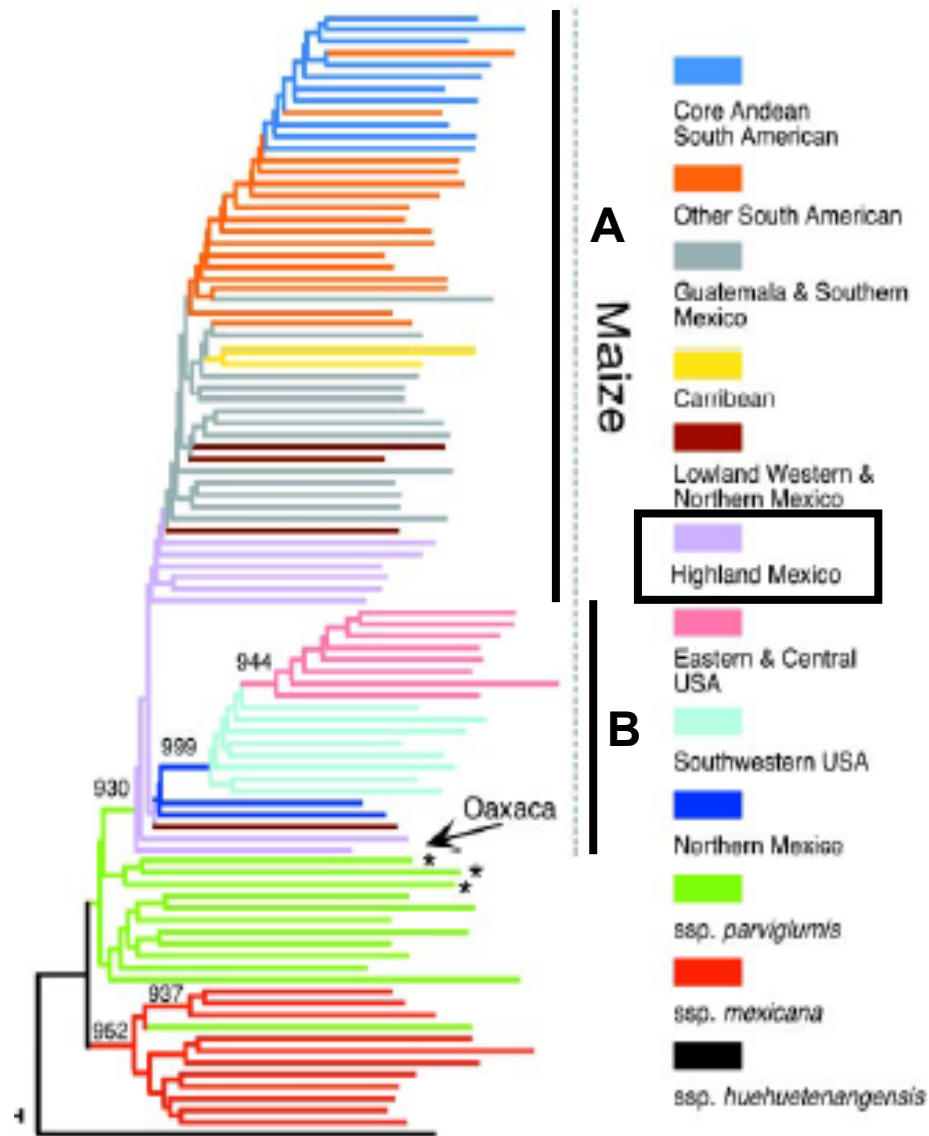 Core Andean
South American
Other South American
A
Guatemala & Southern
Mexico
Maize
Carribean
Lowland Western &
Northern Mexico
Highland Mexico
944
Eastern & Central
USA
B
999
Southwestern USA
930
Oaxaca
Northern Mexico
*
*
*
ssp. parviglumis
937
ssp. mexicana
952
ssp. huehuetenangensis